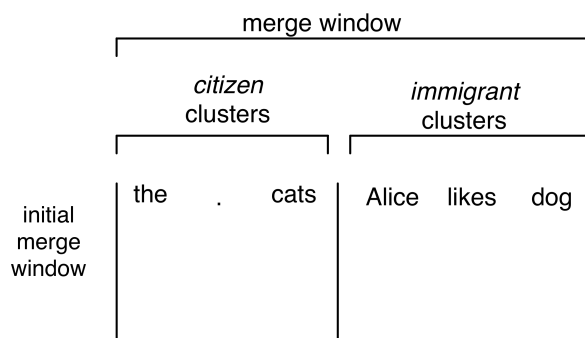 merge window
citizen
clusters
immigrant
clusters
the . cats Alice likes dog
initial
merge
window